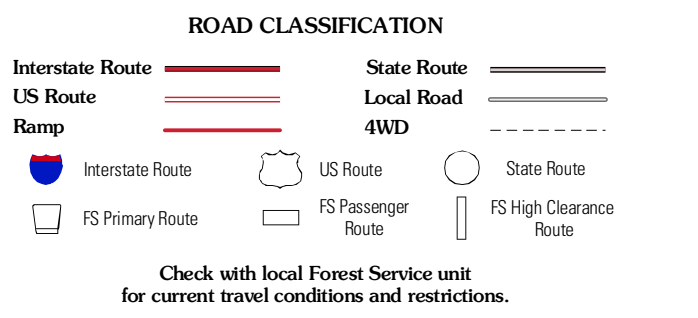 ROAD CLASSIFICATION
Interstate Route
State Route
US Route
Local Road
Ramp
4WD
Interstate Route
US Route
State Route
FS Primary Route
FS Passenger
Route
FS High Clearance
Route
Check with local Forest Service unit
for current travel conditions and restrictions.